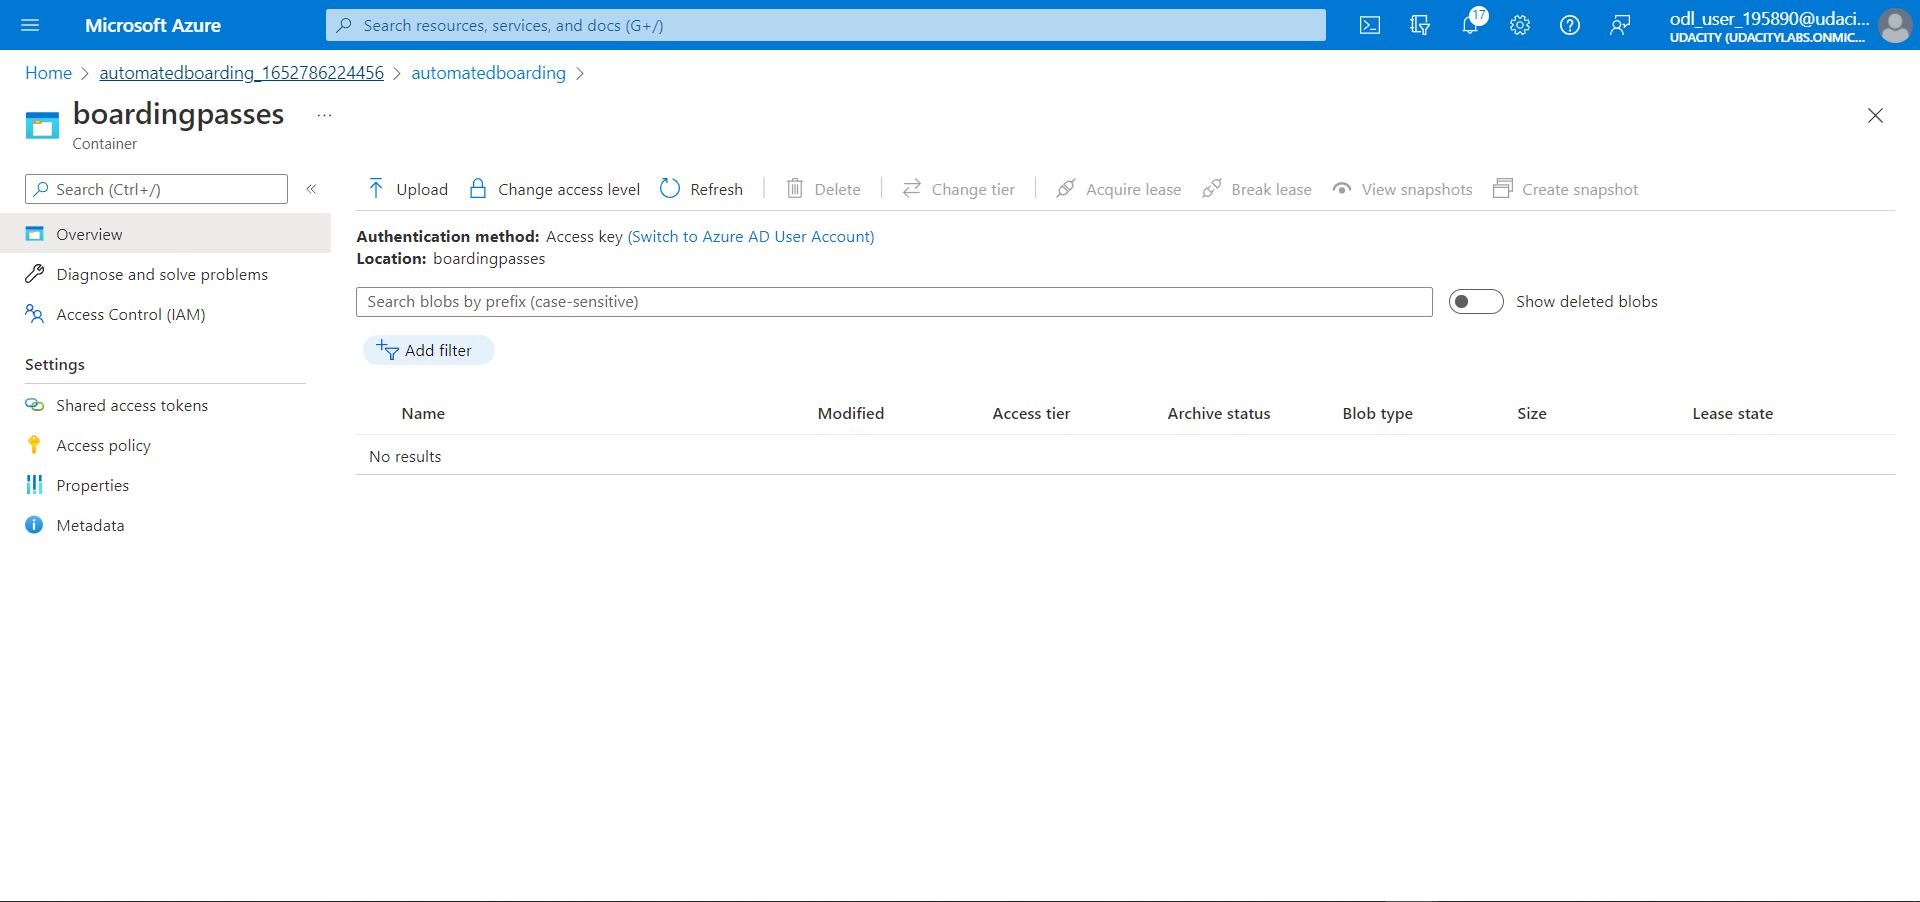 Microsoft Azure
Search resources, services, and docs (G+/)
17
odl_user_195890@udaci...
UDACITY (UDACITYLABS.ONMIC...
Home > automatedboarding_1652786224456 > automatedboarding >
boardingpasses ...
Container
Search (Ctrl+/) «
Upload Change access level Refresh Delete Change tier Acquire lease Break lease View snapshots Create snapshot
Overview
Diagnose and solve problems
Access Control (IAM)
Settings
Shared access tokens
Access policy
Properties
Metadata
Authentication method: Access key (Switch to Azure AD User Account)
Location: boardingpasses
Search blobs by prefix (case-sensitive)
Show deleted blobs
Add filter
Name Modified Access tier Archive status Blob type Size Lease state
No results